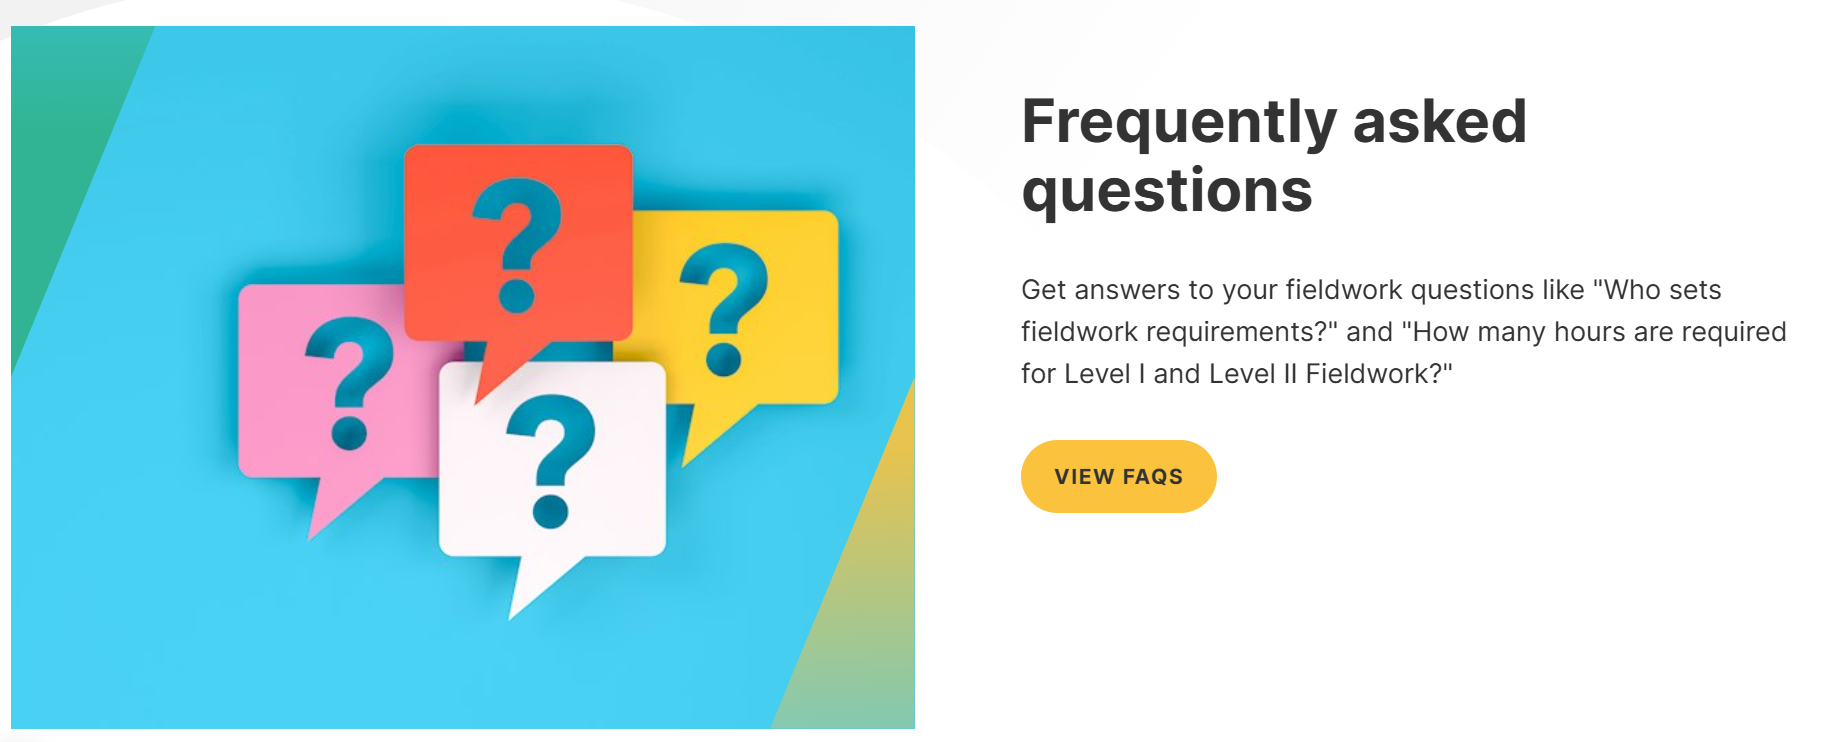 ?
?
?
?
Frequently asked
questions
Get answers to your fieldwork questions like "Who sets
fieldwork requirements?" and "How many hours are required
for Level I and Level II Fieldwork?"
VIEW FAQS